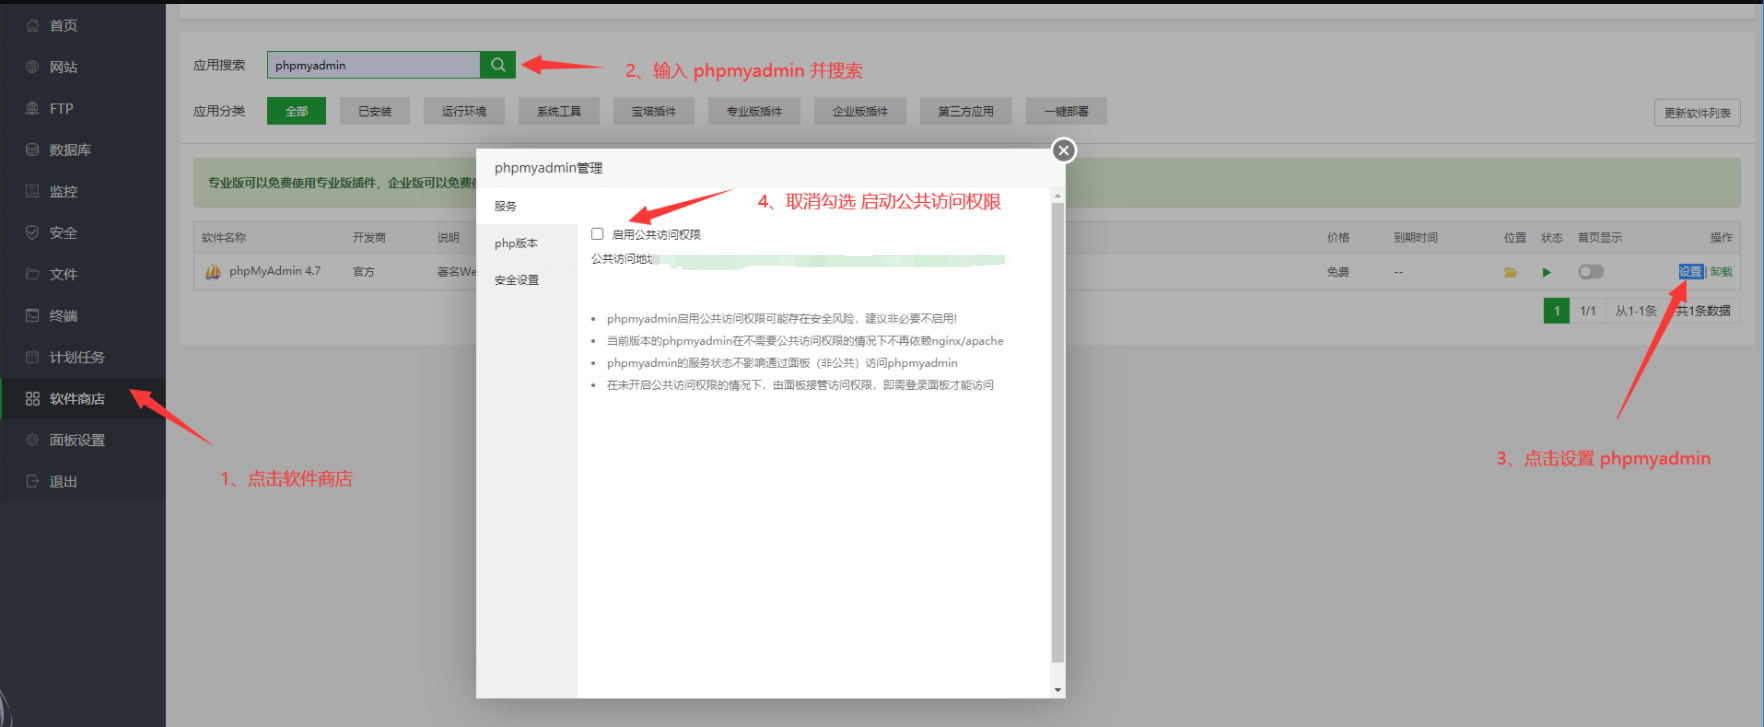 首页
网站
FTP
数据库
监控
安全
文件
终端
计划任务
软件商店
面板设置
退出
应用搜索 phpmyadmin
2、输入 phpmyadmin 并搜索
应用分类 全部 已安装 运行环境 系统工具 宝塔插件 专业版插件 企业版插件 第三方应用 一键部署 更新软件列表
专业版可以免费使用专业版插件，企业版可以免费使
软件名称 开发商 说明 价格 到期时间 位置 状态 首页显示 操作
phpMyAdmin 4.7 官方 著名We 免费 -- 设置 | 卸载
1 1/1 从1-1条 共1条数据
phpmyadmin管理
服务
php版本
安全设置
4、取消勾选 启动公共访问权限
启用公共访问权限
公共访问地址
phpmyadmin启用公共访问权限可能存在安全风险，建议非必要不启用!
当前版本的phpmyadmin在不需要公共访问权限的情况下不再依赖nginx/apache
phpmyadmin的服务状态不影响通过面板（非公共）访问phpmyadmin
在未开启公共访问权限的情况下，由面板接管访问权限，即需登录面板才能访问
1、点击软件商店
3、点击设置 phpmyadmin